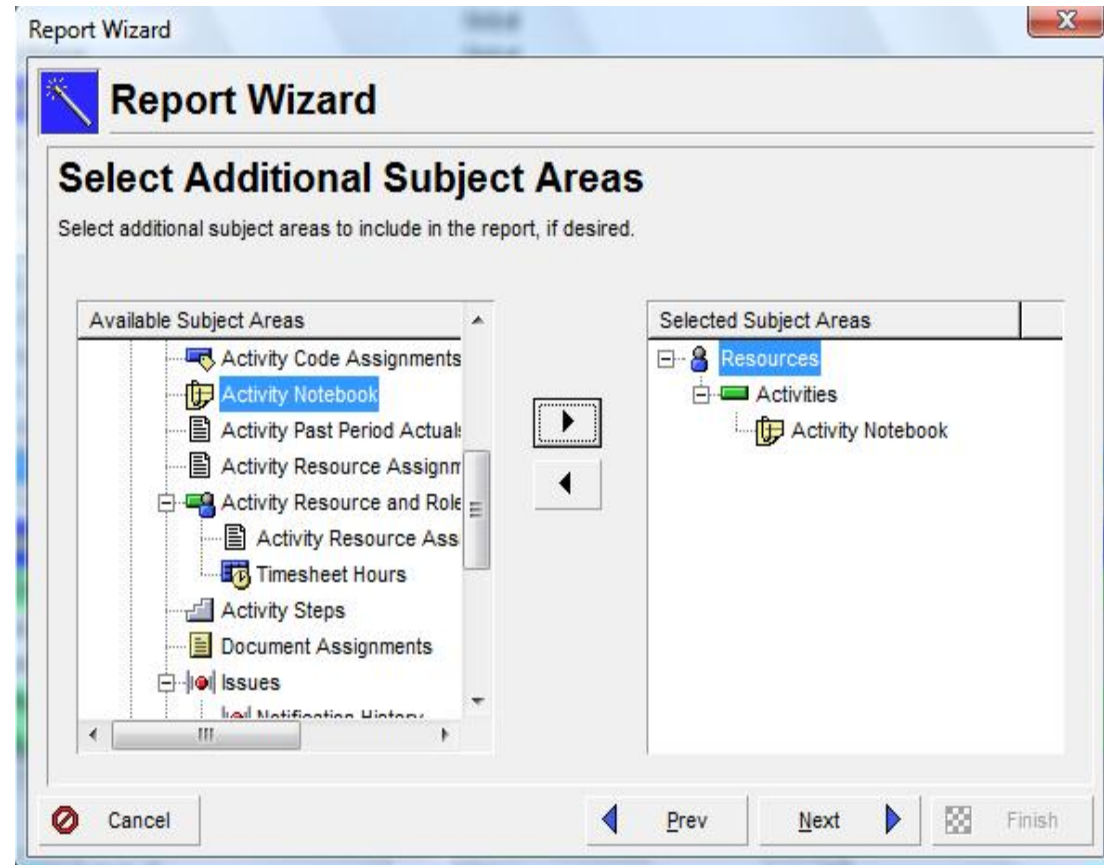 Report Wizard
Report Wizard
Select Additional Subject Areas
Select additional subject areas to include in the report, if desired.
Available Subject Areas
Activity Code Assignments
Activity Notebook
Activity Past Period Actuals
Activity Resource Assignm
Activity Resource and Role
Activity Resource Ass
Timesheet Hours
Activity Steps
Document Assignments
Issues
Notification History
Selected Subject Areas
Resources
Activities
Activity Notebook
Cancel
Prev
Next
Finish